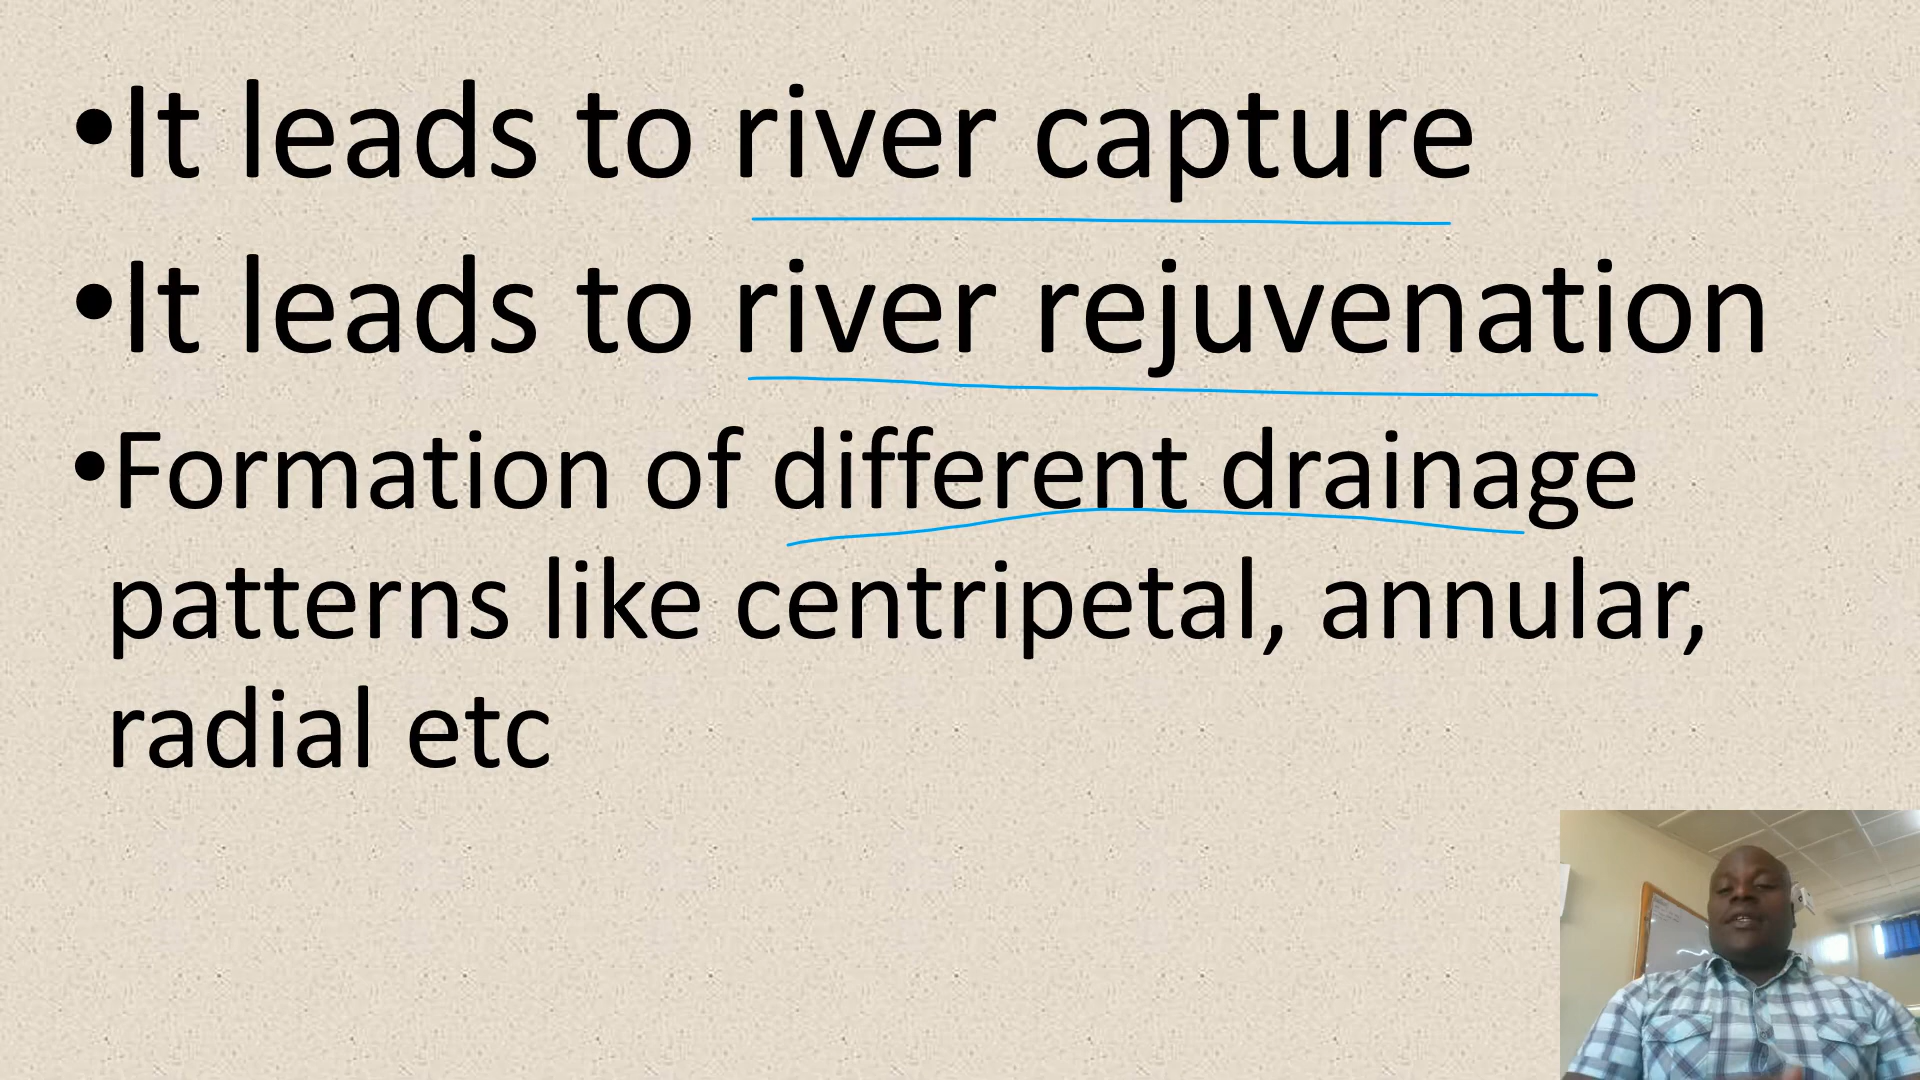 •It leads to river capture
•It leads to river rejuvenation
•Formation of different drainage
patterns like centripetal, annular,
radial etc